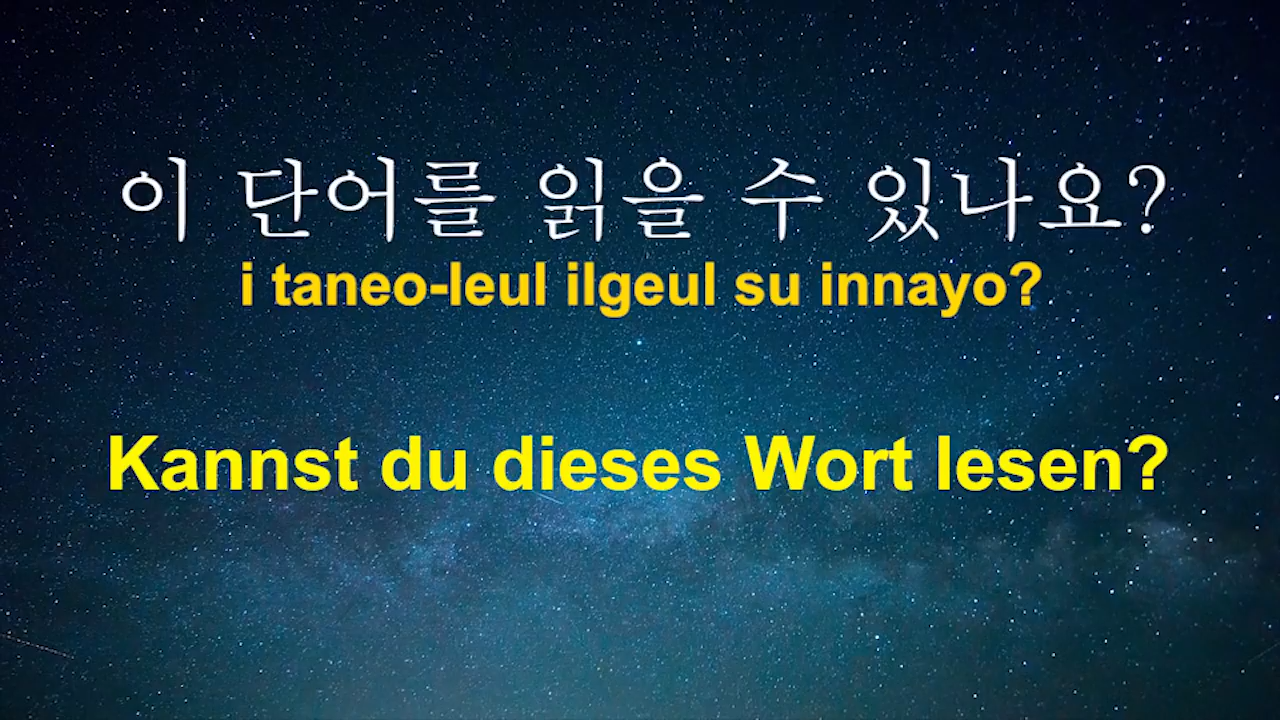 이 단어를 읽을 수 있나요?
i taneo-leul ilgeul su innayo?
Kannst du dieses Wort lesen?